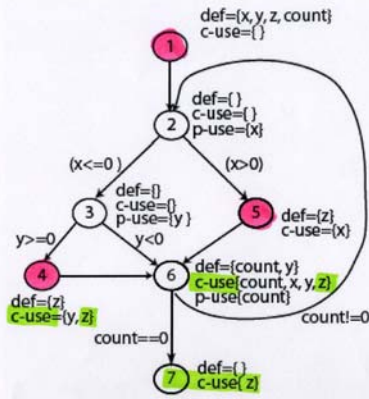 def={x, y, z, count}
c-use={ }
1
def={ }
c-use={ }
p-use={x}
2
(x<=0 )
(x>0)
def={}
c-use={}
p-use={y }
3
5
def={z}
c-use={x}
y>=0
y<0
4
6
def={z}
c-use={y, z}
def={count, y}
c-use{count, x, y, z}
p-use{count}
count!=0
count==0
7
def={ }
c-use{ z}